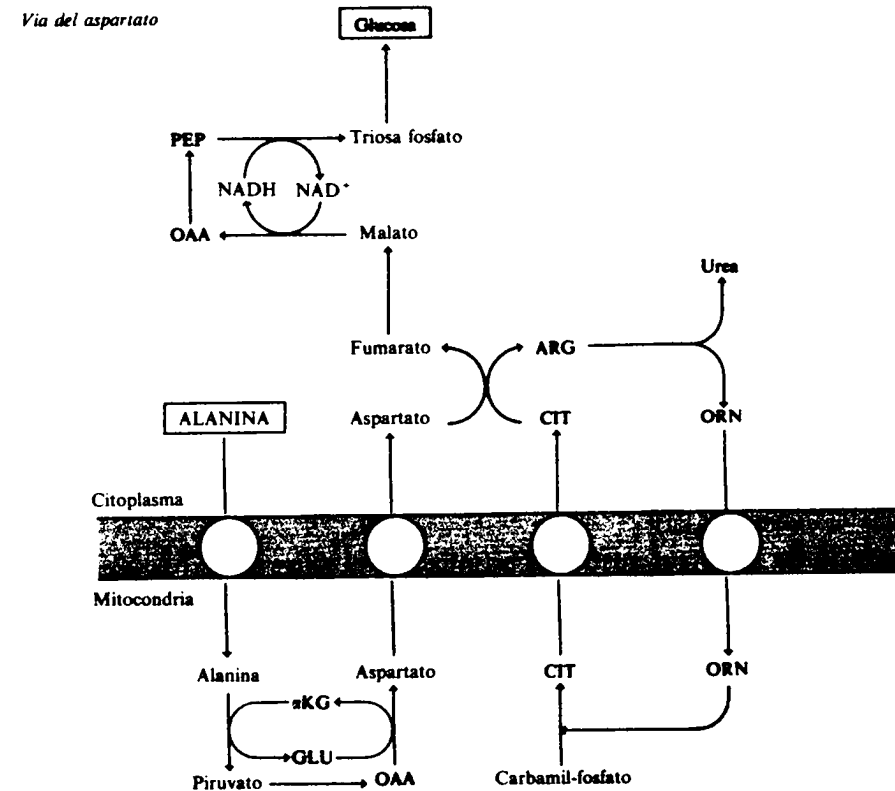 Via del aspartato
Glucosa
PEP
Triosa fosfato
NADH
NAD+
OAA
Malato
Urea
Fumarato
ARG
ALANINA
Aspartato
CIT
ORN
Citoplasma
Mitocondria
Alanina
Aspartato
CIT
ORN
αKG
GLU
Piruvato
OAA
Carbamil-fosfato